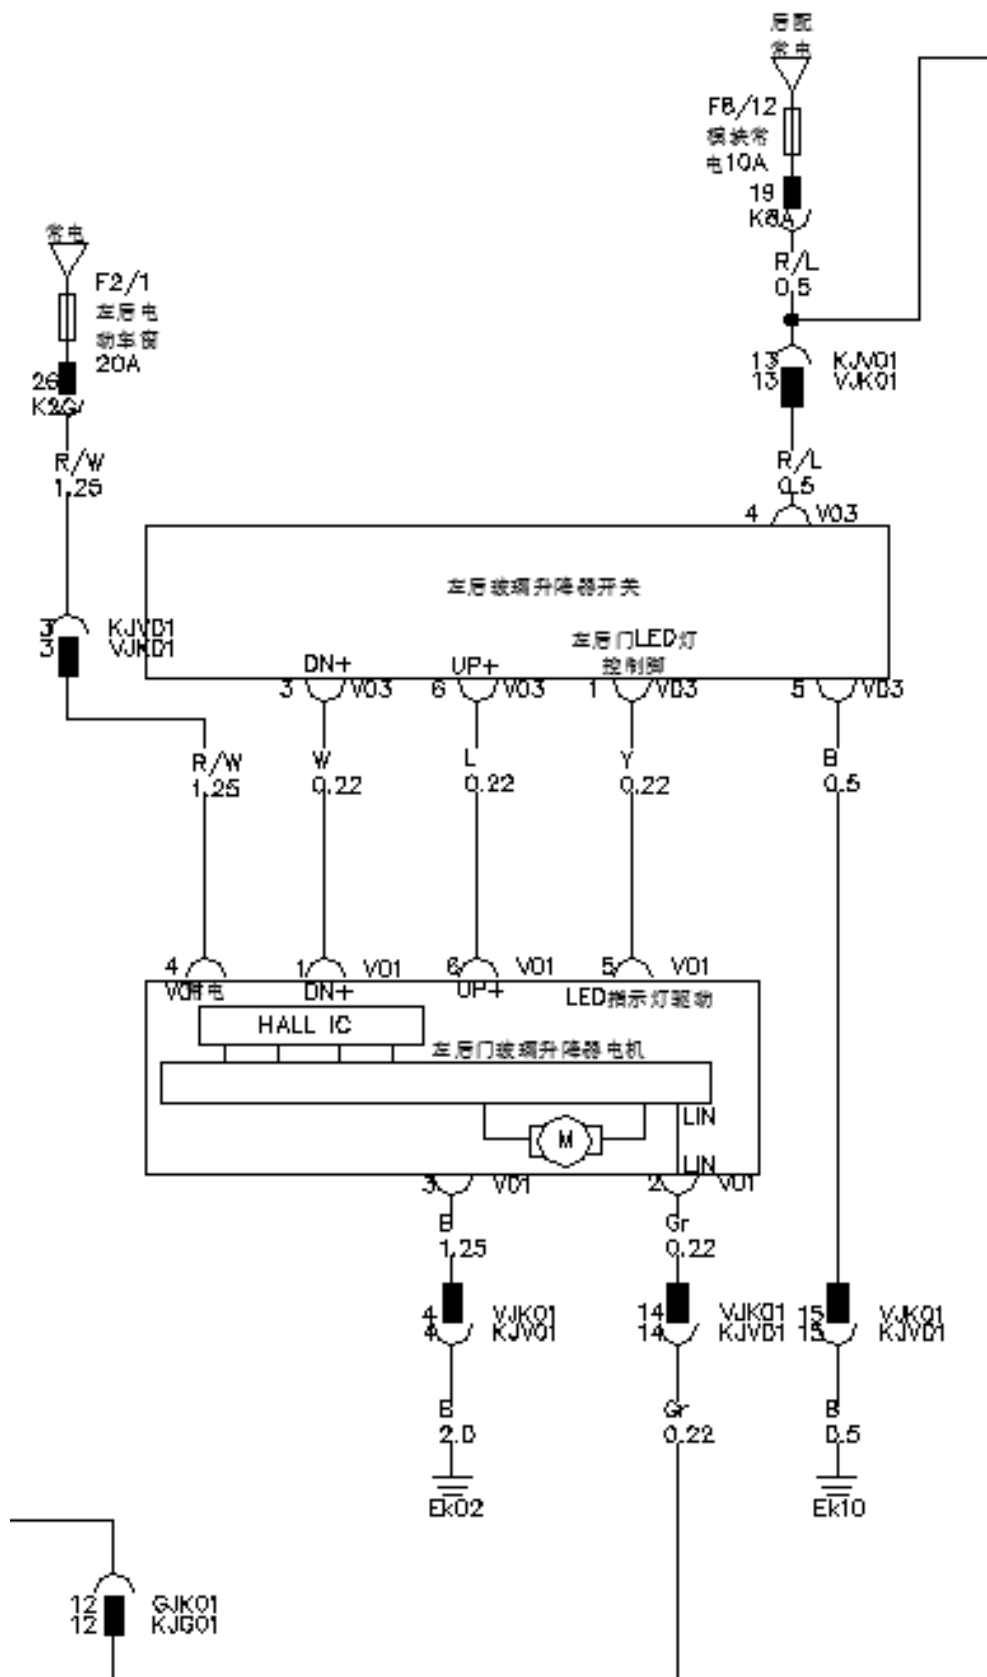 后配
常电
F8/12
模块常
电10A
19
K8A
R/L
0.5
13 KJV01
13 VJK01
R/L
0.5
4 V03
常电
F2/1
左后电
动车窗
20A
26
K2G
R/W
1.25
3 KJV01
3 VJK01
左后玻璃升降器开关
左后门LED灯
控制脚
DN+ UP+
3 V03 6 V03 1 V03 5 V03
R/W W L Y B
1.25 0.22 0.22 0.22 0.5
4 1 V01 6 V01 5 V01
V01 常电 DN+ UP+ LED指示灯驱动
HALL IC
左后门玻璃升降器电机
M
LIN
LIN
3 V01 2 V01
B Gr
1.25 0.22
4 VJK01 14 VJK01 15 VJK01
4 KJV01 14 KJV01 15 KJV01
B Gr B
2.0 0.22 0.5
Ek02 Ek10
12 GJK01
12 KJG01